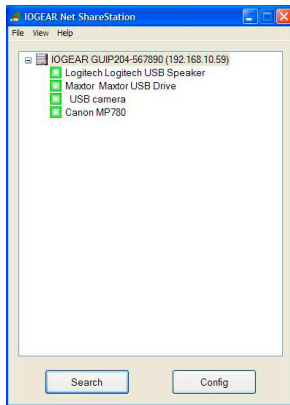 IOGEAR Net ShareStation
File View Help
IOGEAR GUIP204-567890 (192.168.10.59)
Logitech Logitech USB Speaker
Maxtor Maxtor USB Drive
USB camera
Canon MP780
Search Config